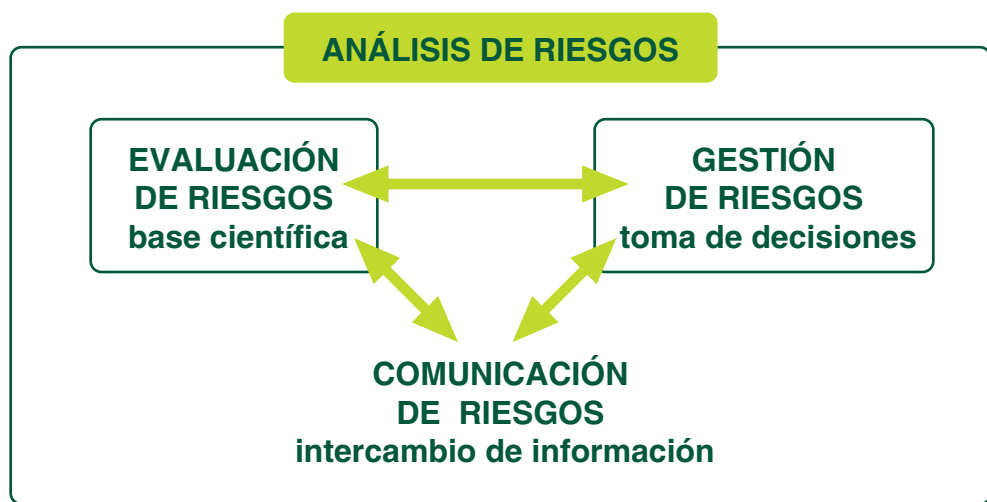 ANÁLISIS DE RIESGOS
EVALUACIÓN
DE RIESGOS
base científica
GESTIÓN
DE RIESGOS
toma de decisiones
COMUNICACIÓN
DE RIESGOS
intercambio de información